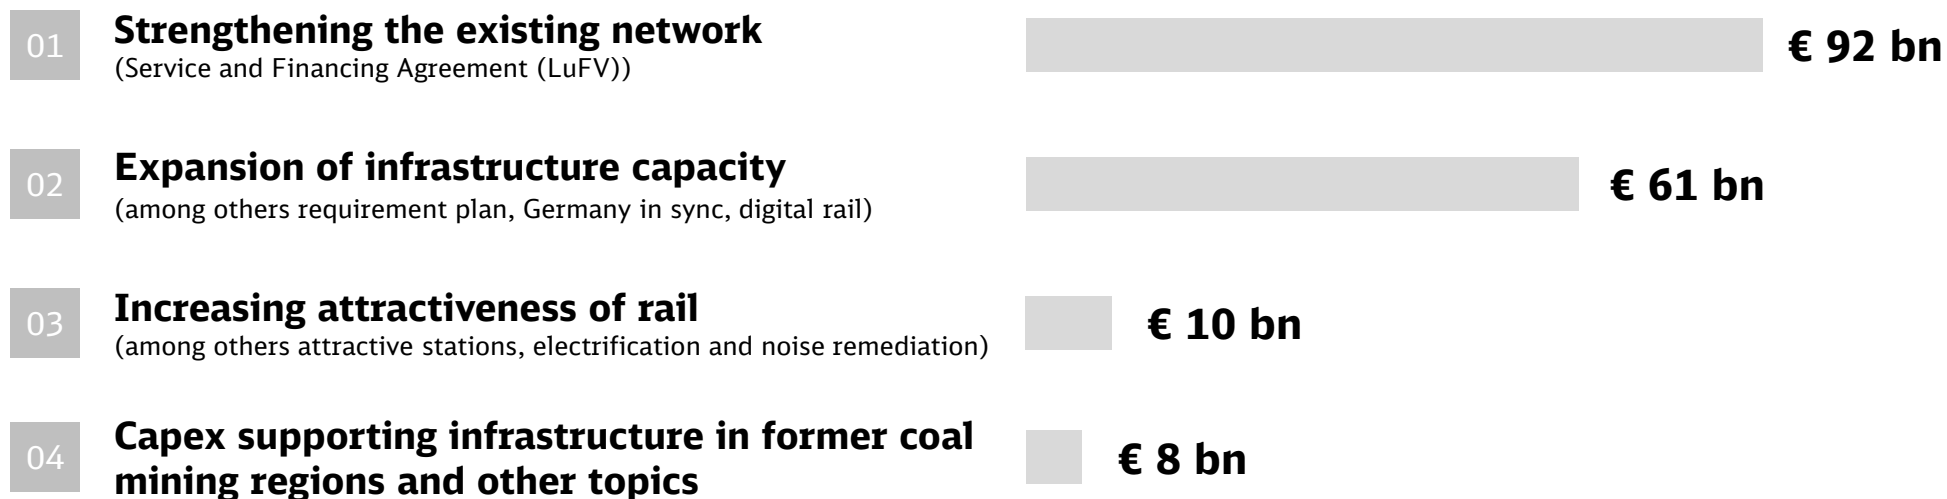 01
Strengthening the existing network
(Service and Financing Agreement (LuFV))
€ 92 bn
02
Expansion of infrastructure capacity
(among others requirement plan, Germany in sync, digital rail)
€ 61 bn
03
Increasing attractiveness of rail
(among others attractive stations, electrification and noise remediation)
€ 10 bn
04
Capex supporting infrastructure in former coal
mining regions and other topics
€ 8 bn